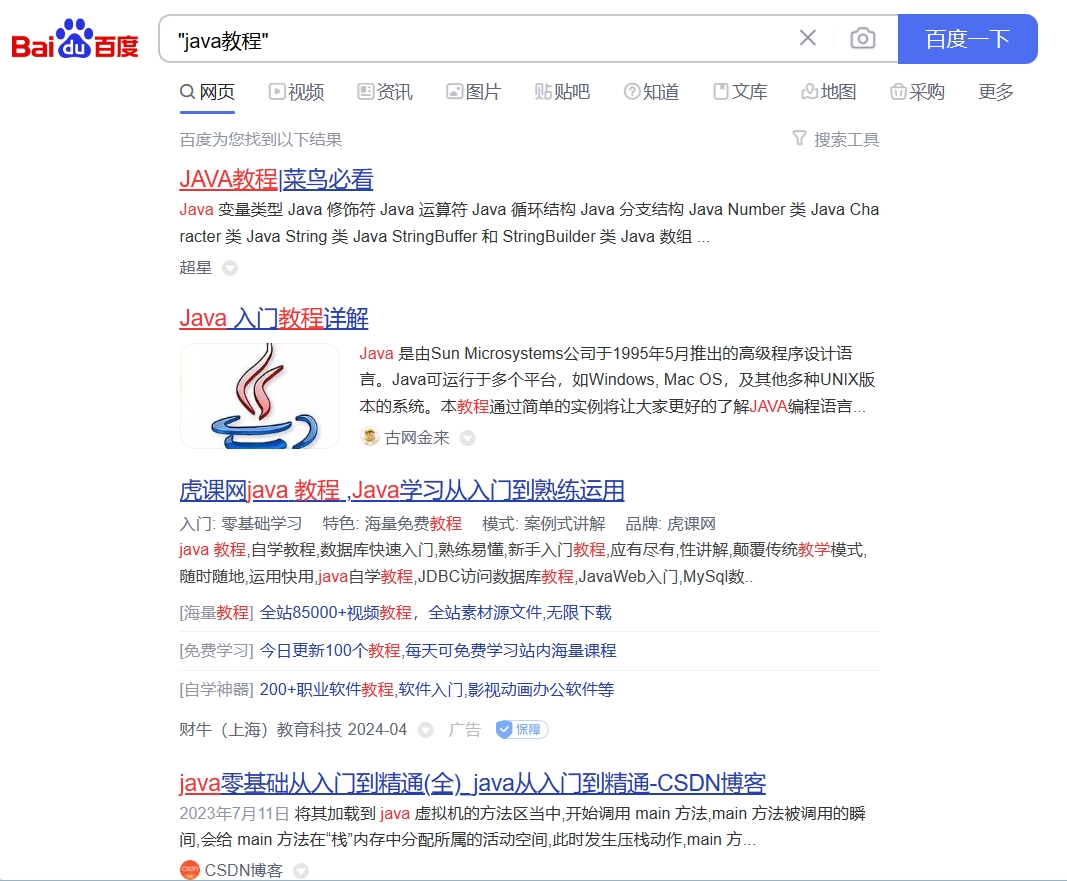 Bai du 百度
"java教程"
百度一下
网页 视频 资讯 图片 贴吧 知道 文库 地图 采购 更多
百度为您找到以下结果 搜索工具
JAVA教程|菜鸟必看
Java 变量类型 Java 修饰符 Java 运算符 Java 循环结构 Java 分支结构 Java Number 类 Java Cha
racter 类 Java String 类 Java StringBuffer 和 StringBuilder 类 Java 数组 ...
超星
Java 入门教程详解
Java 是由Sun Microsystems公司于1995年5月推出的高级程序设计语
言。Java可运行于多个平台，如Windows, Mac OS，及其他多种UNIX版
本的系统。本教程通过简单的实例将让大家更好的了解JAVA编程语言...
古网金来
虎课网java 教程 ,Java学习从入门到熟练运用
入门: 零基础学习 特色: 海量免费教程 模式: 案例式讲解 品牌: 虎课网
java 教程,自学教程,数据库快速入门,熟练易懂,新手入门教程,应有尽有,性讲解,颠覆传统教学模式,
随时随地,运用快用,java自学教程,JDBC访问数据库教程,JavaWeb入门,MySql数..
[海量教程] 全站85000+视频教程，全站素材源文件,无限下载
[免费学习] 今日更新100个教程,每天可免费学习站内海量课程
[自学神器] 200+职业软件教程,软件入门,影视动画办公软件等
财牛（上海）教育科技 2024-04 广告 保障
java零基础从入门到精通(全)_java从入门到精通-CSDN博客
2023年7月11日 将其加载到 java 虚拟机的方法区当中,开始调用 main 方法,main 方法被调用的瞬
间,会给 main 方法在“栈”内存中分配所属的活动空间,此时发生压栈动作,main 方...
CSDN博客